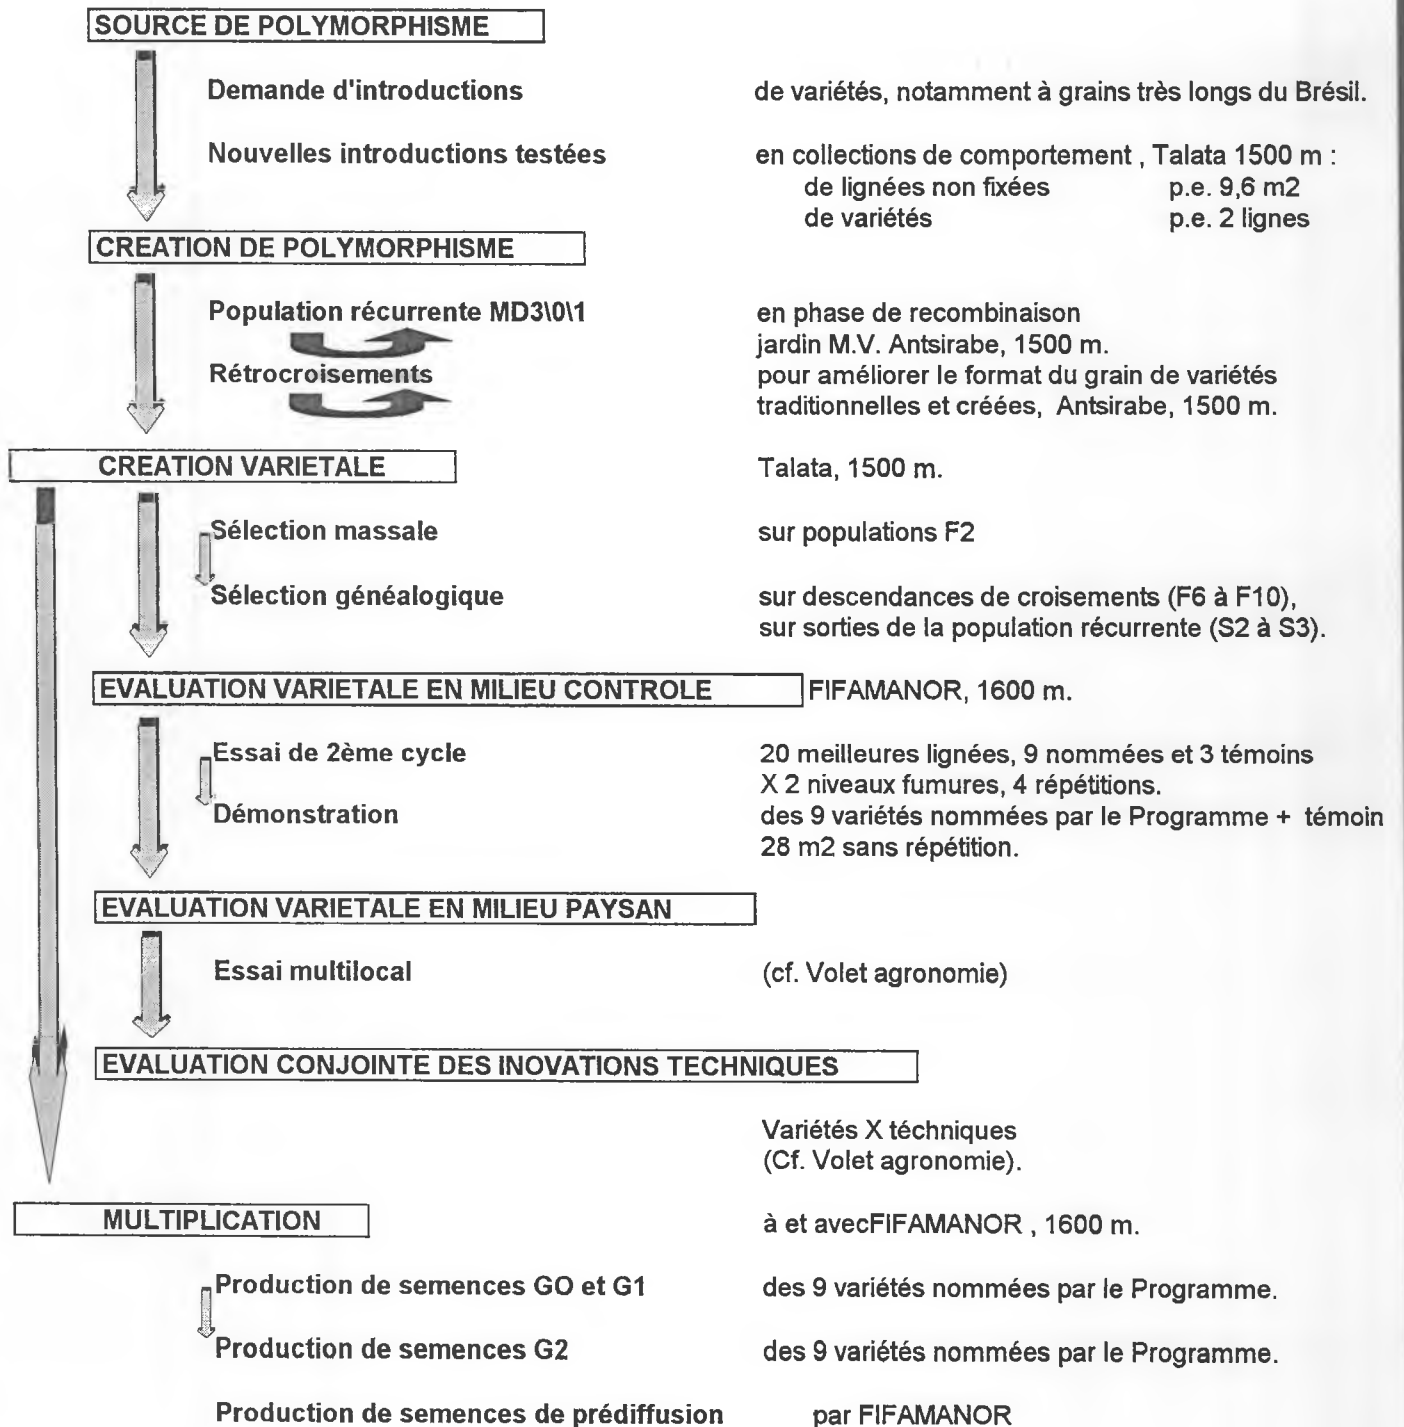 SOURCE DE POLYMORPHISME
Demande d'introductions de variétés, notamment à grains très longs du Brésil.
Nouvelles introductions testées en collections de comportement , Talata 1500 m :
de lignées non fixées p.e. 9,6 m2
de variétés p.e. 2 lignes
CREATION DE POLYMORPHISME
Population récurrente MD3\0\1 en phase de recombinaison
jardin M.V. Antsirabe, 1500 m.
Rétrocroisements pour améliorer le format du grain de variétés
traditionnelles et créées, Antsirabe, 1500 m.
CREATION VARIETALE Talata, 1500 m.
Sélection massale sur populations F2
Sélection généalogique sur descendances de croisements (F6 à F10),
sur sorties de la population récurrente (S2 à S3).
EVALUATION VARIETALE EN MILIEU CONTROLE FIFAMANOR, 1600 m.
Essai de 2ème cycle 20 meilleures lignées, 9 nommées et 3 témoins
X 2 niveaux fumures, 4 répétitions.
Démonstration des 9 variétés nommées par le Programme + témoin
28 m2 sans répétition.
EVALUATION VARIETALE EN MILIEU PAYSAN
Essai multilocal (cf. Volet agronomie)
EVALUATION CONJOINTE DES INOVATIONS TECHNIQUES
Variétés X téchniques
(Cf. Volet agronomie).
MULTIPLICATION à et avecFIFAMANOR , 1600 m.
Production de semences GO et G1 des 9 variétés nommées par le Programme.
Production de semences G2 des 9 variétés nommées par le Programme.
Production de semences de prédiffusion par FIFAMANOR